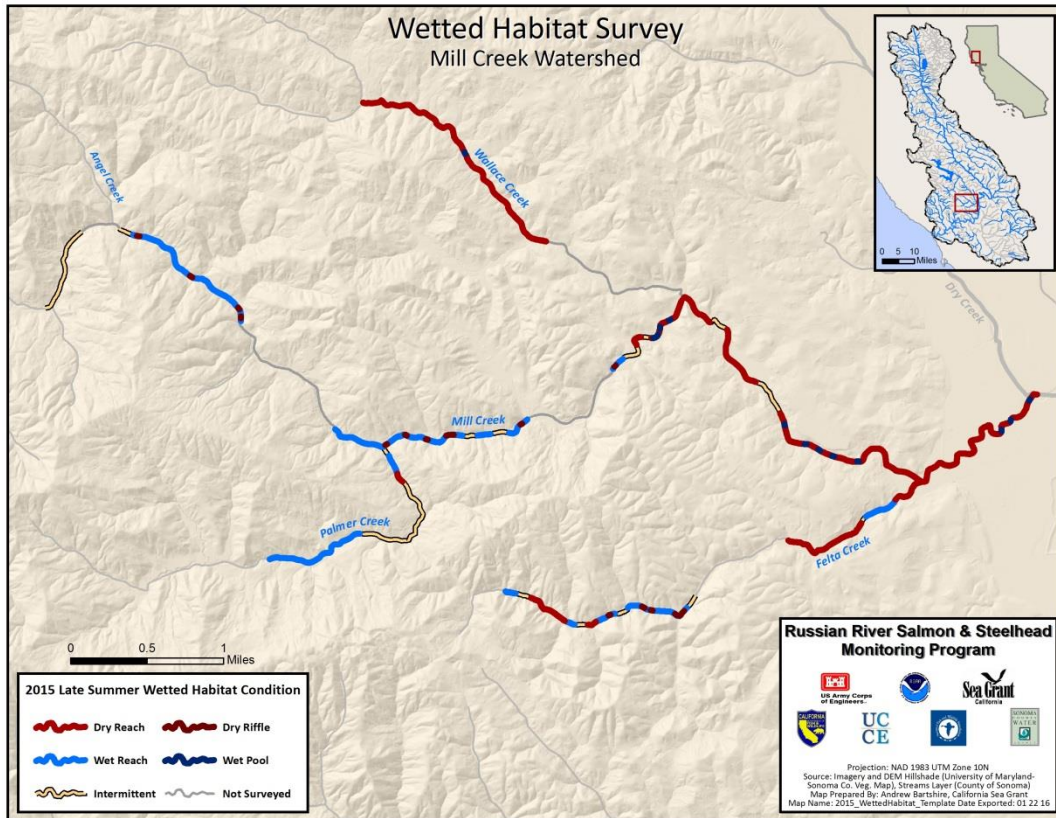 Wetted Habitat Survey
Mill Creek Watershed
Angel Creek
Wallace Creek
Dry Creek
0 5 10
Miles
Mill Creek
Palmer Creek
Felta Creek
0 0.5 1
Miles
2015 Late Summer Wetted Habitat Condition
Dry Reach
Dry Riffle
Wet Reach
Wet Pool
Intermittent
Not Surveyed
Russian River Salmon & Steelhead
Monitoring Program
US Army Corps
of Engineers
Sea Grant
California
CALIFORNIA
UC
CE
SONOMA
COUNTY
WATER
Projection: NAD 1983 UTM Zone 10N
Source: Imagery and DEM Hillshade (University of Maryland-
Sonoma Co. Veg. Map), Streams Layer (County of Sonoma)
Map Prepared By: Andrew Bartshire, California Sea Grant
Map Name: 2015_WettedHabitat_Template Date Exported: 01 22 16